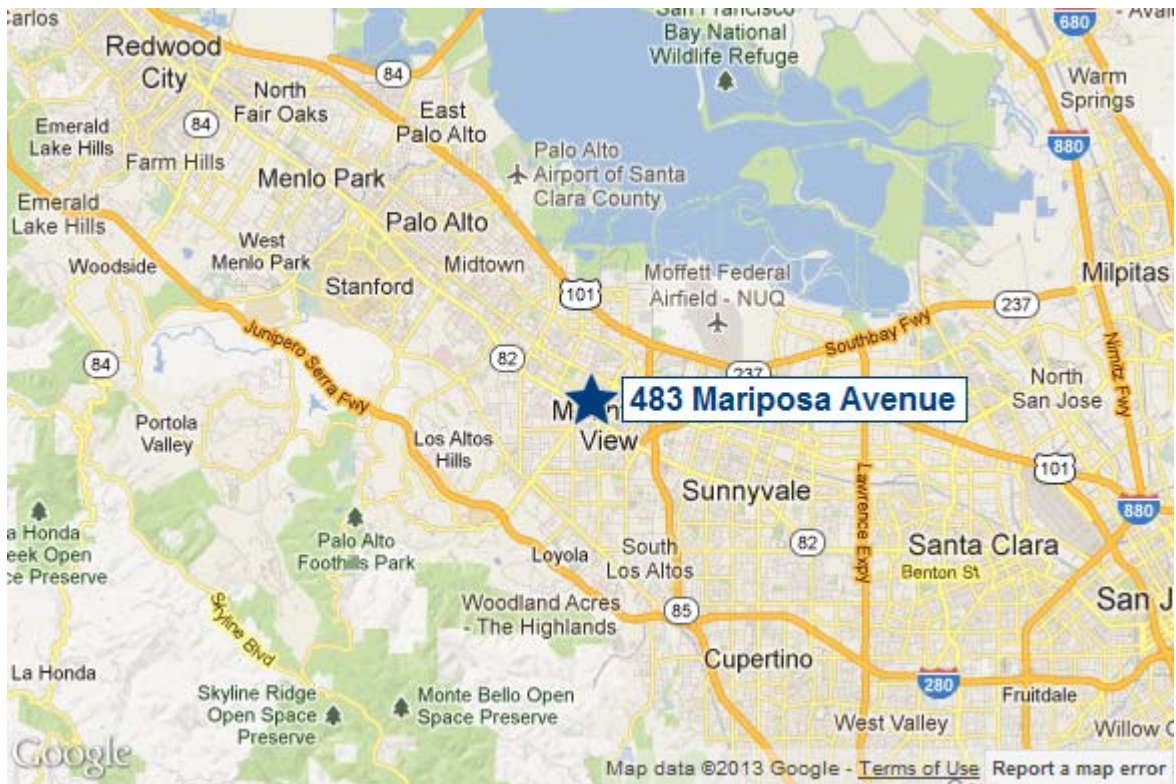 San Francisco
Bay National
Wildlife Refuge
680
Carlos
Redwood
City
84
Warm
Springs
North
Fair Oaks
East
Palo Alto
84
Emerald
Lake Hills
Farm Hills
880
Palo Alto
Airport of Santa
Clara County
Menlo Park
Emerald
Lake Hills
Palo Alto
West
Menlo Park
Woodside
Midtown
Stanford
Moffett Federal
Airfield - NUQ
Milpitas
101
237
Junipero Serra Fwy
Southbay Fwy
Nimitz Fwy
84
82
237
North
San Jose
483 Mariposa Avenue
View
Portola
Valley
Los Altos
Hills
101
Sunnyvale
Lawrence Expy
880
a Honda
eek Open
ce Preserve
Palo Alto
Foothills Park
Loyola
South
Los Altos
82
Santa Clara
Benton St
Skyline Blvd
Woodland Acres
- The Highlands
85
San J
La Honda
Cupertino
280
Fruitdale
Skyline Ridge
Open Space
Preserve
Monte Bello Open
Space Preserve
West Valley
Willow
Google
Map data ©2013 Google - Terms of Use Report a map error